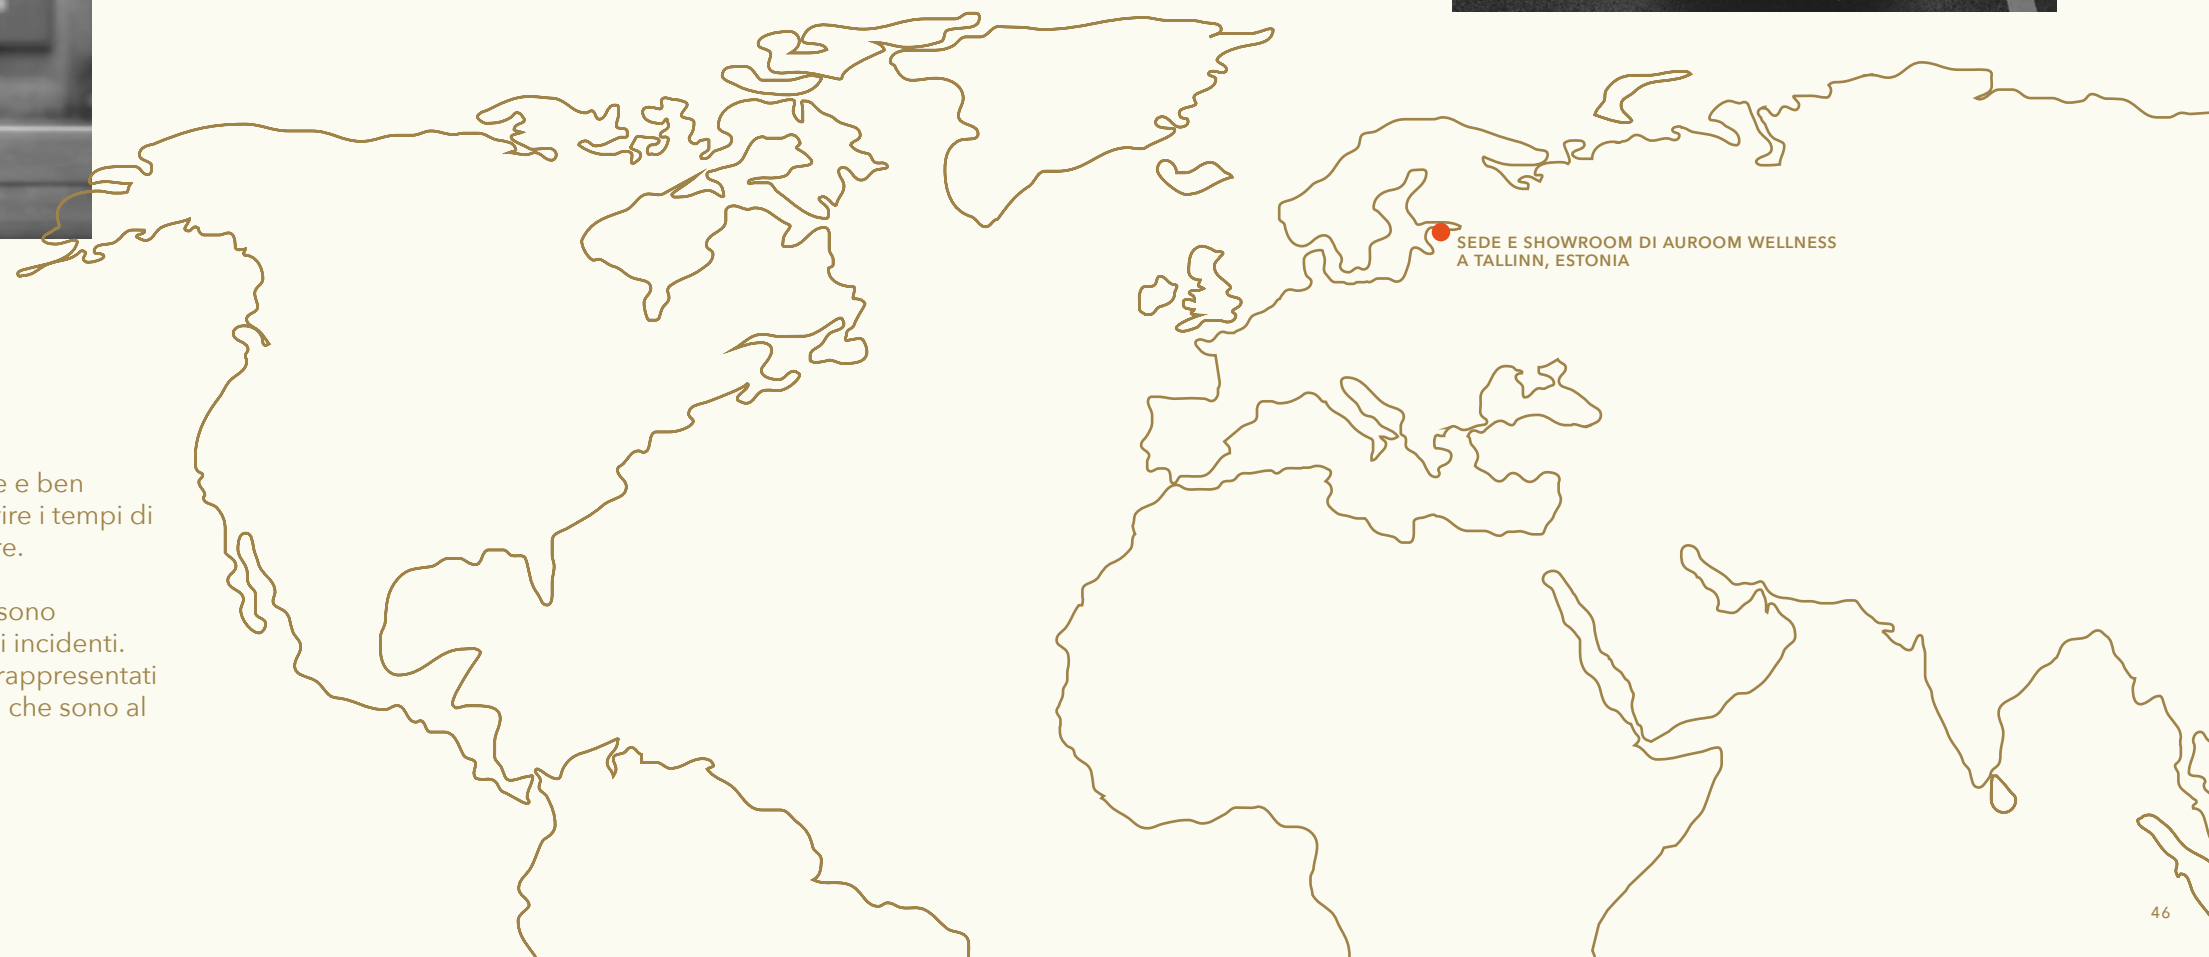 SEDE E SHOWROOM DI AUROOM WELLNESS
A TALLINN, ESTONIA
e e ben
ire i tempi di
re.
sono
i incidenti.
rappresentati
che sono al
46